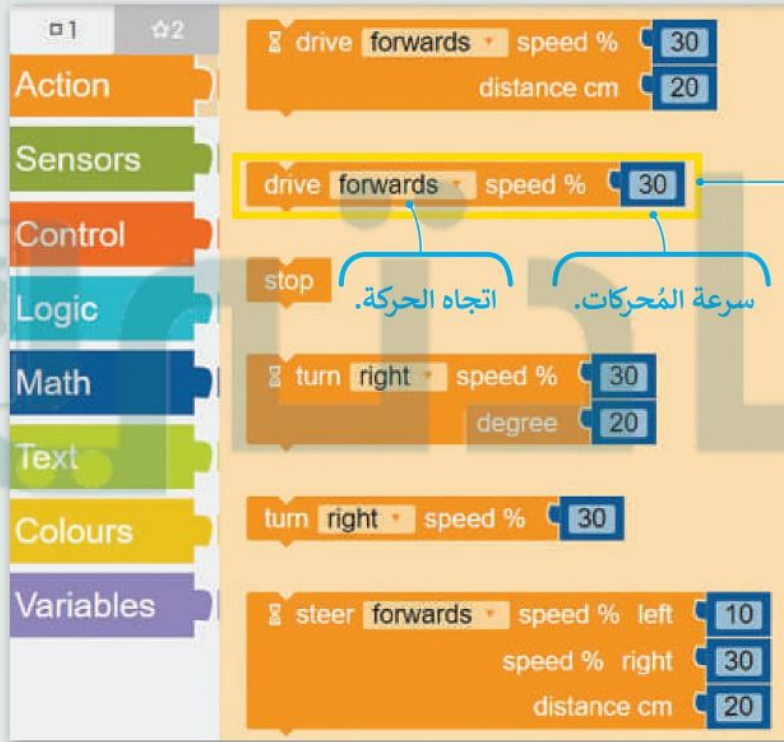 1 2
Action
Sensors
Control
Logic
Math
Text
Colours
Variables
drive forwards speed % 30
distance cm 20
drive forwards speed % 30
اتجاه الحركة.
سرعة المُحركات.
stop
turn right speed % 30
degree 20
turn right speed % 30
steer forwards speed % left 10
speed % right 30
distance cm 20